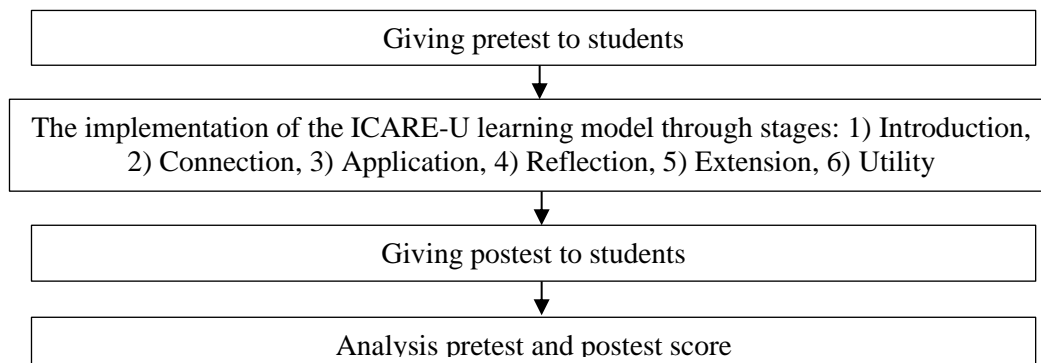 Giving pretest to students
The implementation of the ICARE-U learning model through stages: 1) Introduction,
2) Connection, 3) Application, 4) Reflection, 5) Extension, 6) Utility
Giving postest to students
Analysis pretest and postest score